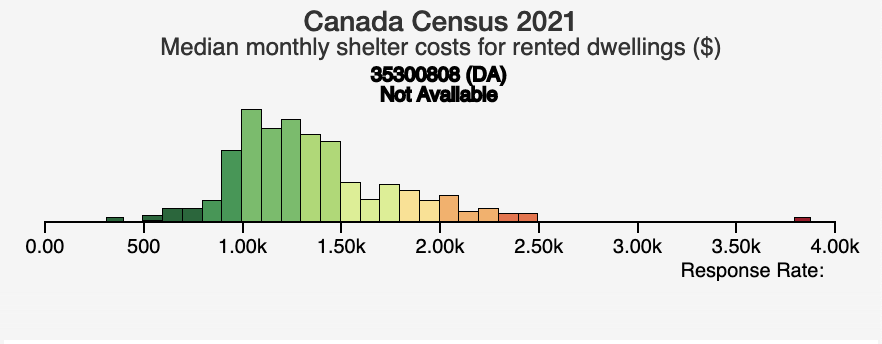 Canada Census 2021
Median monthly shelter costs for rented dwellings ($)
35300808 (DA)
Not Available
0.00 500 1.00k 1.50k 2.00k 2.50k 3.00k 3.50k 4.00k
Response Rate: